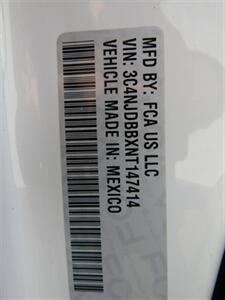 MFD BY: FCA US LLC
VIN: 3C4NJDBBXNT147414
VEHICLE MADE IN: MEXICO